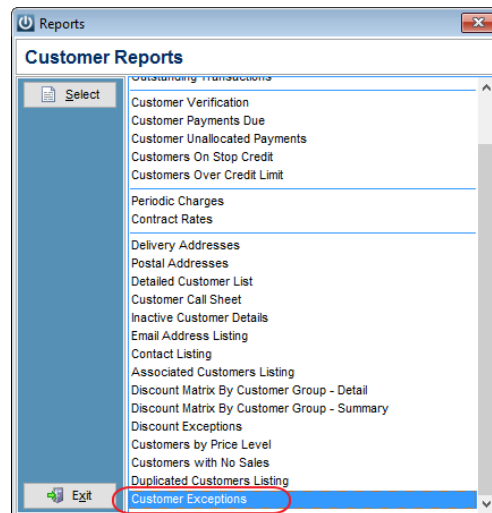 Reports
Customer Reports
Select
Outstanding Transactions
Customer Verification
Customer Payments Due
Customer Unallocated Payments
Customers On Stop Credit
Customers Over Credit Limit
Periodic Charges
Contract Rates
Delivery Addresses
Postal Addresses
Detailed Customer List
Customer Call Sheet
Inactive Customer Details
Email Address Listing
Contact Listing
Associated Customers Listing
Discount Matrix By Customer Group - Detail
Discount Matrix By Customer Group - Summary
Discount Exceptions
Customers by Price Level
Customers with No Sales
Duplicated Customers Listing
Customer Exceptions
Exit